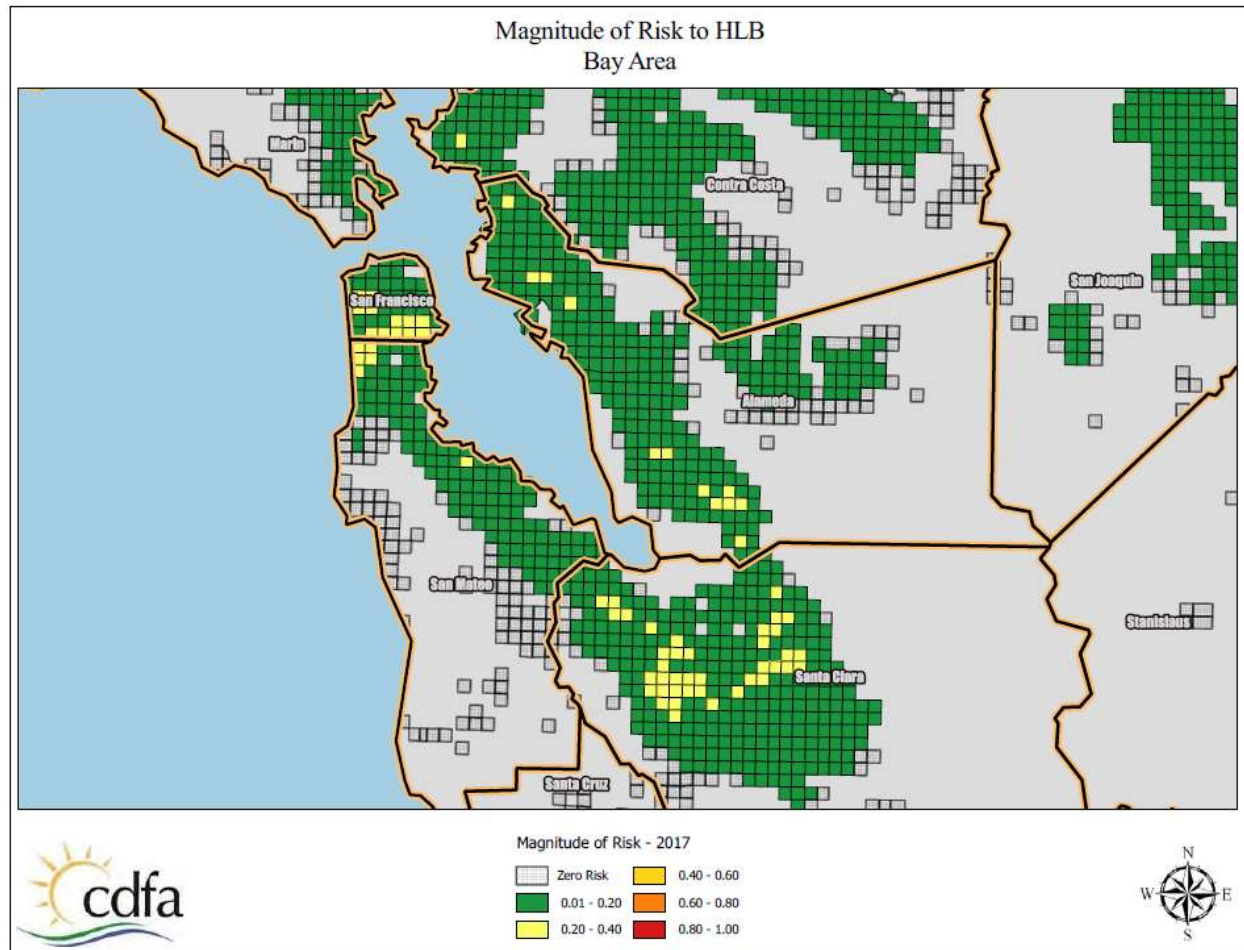 Magnitude of Risk to HLB
Bay Area
Marin
Contra Costa
San Francisco
San Joaquin
Alameda
San Mateo
Stanislaus
Santa Clara
Santa Cruz
Magnitude of Risk - 2017
Zero Risk
0.40 - 0.60
0.01 - 0.20
0.60 - 0.80
0.20 - 0.40
0.80 - 1.00
cdfa
N
W
E
S